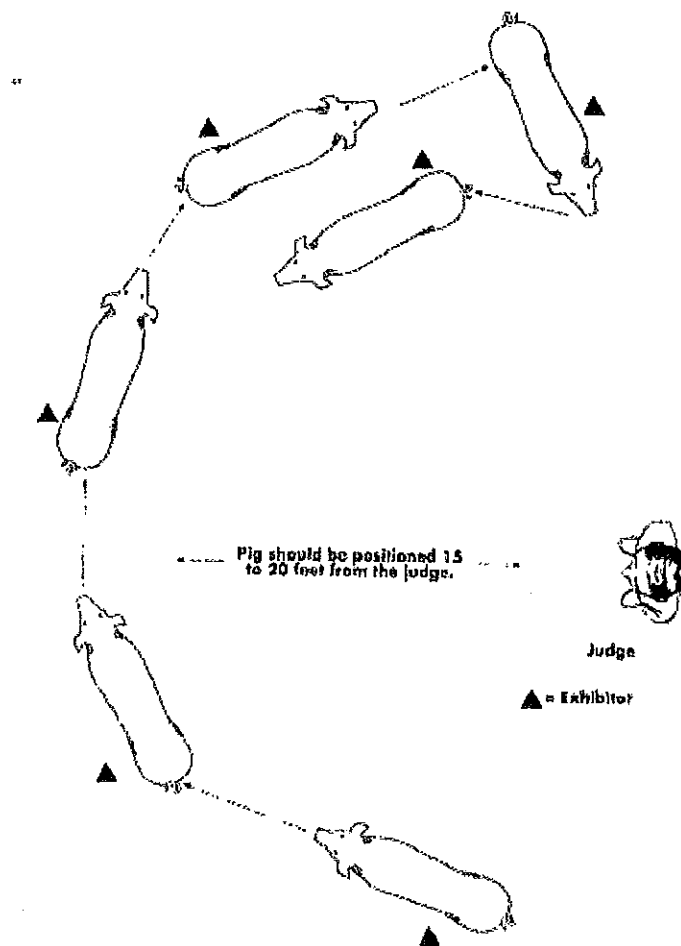 Pig should be positioned 15
to 20 feet from the judge.
Judge
▲ = Exhibitor